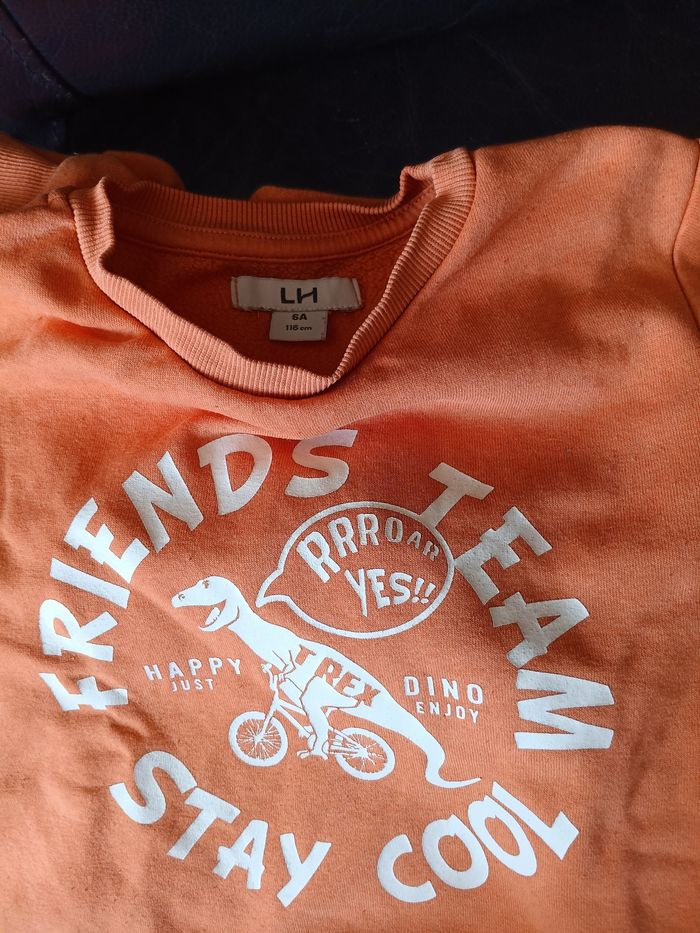 LH
6A
116 cm
FRIENDS TEAM
RRROAR
YES!!
T REX
HAPPY
JUST
DINO
ENJOY
STAY COOL